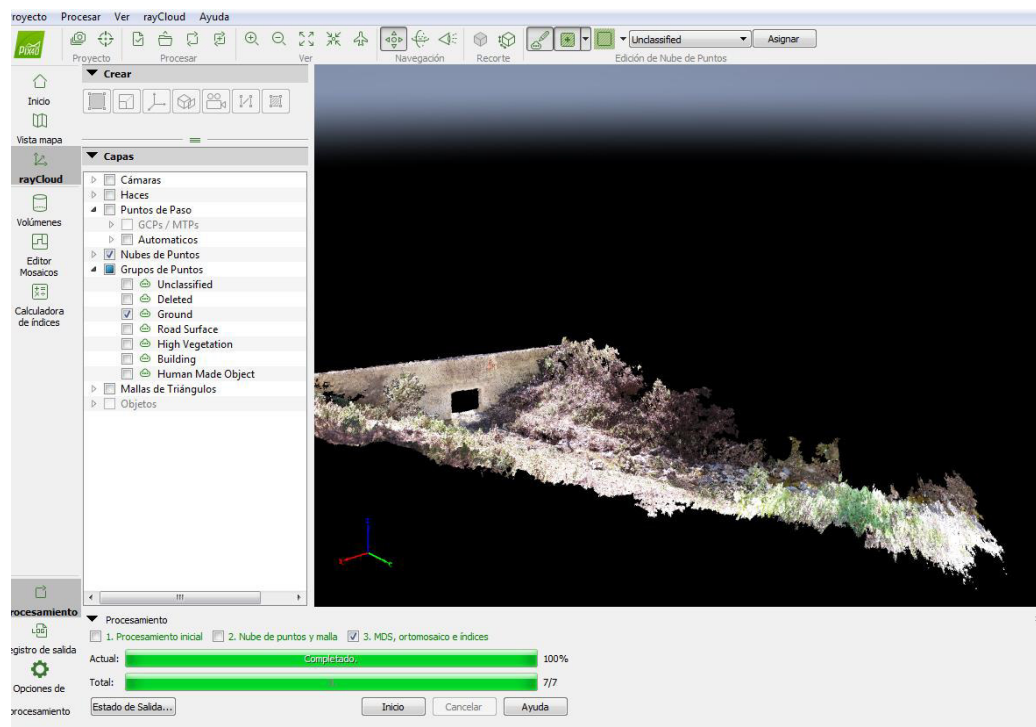 royecto Procesar Ver rayCloud Ayuda
PIX4D
Unclassified
Asignar
Proyecto Procesar Ver Navegación Recorte Edición de Nube de Puntos
Inicio
Vista mapa
rayCloud
Volúmenes
Editor
Mosaicos
Calculadora
de índices
Crear
Capas
Cámaras
Haces
Puntos de Paso
GCPs / MTPs
Automaticos
Nubes de Puntos
Grupos de Puntos
Unclassified
Deleted
Ground
Road Surface
High Vegetation
Building
Human Made Object
Mallas de Triángulos
Objetos
rocesamiento
LOG
egistro de salida
Opciones de
procesamiento
Procesamiento
1. Procesamiento inicial 2. Nube de puntos y malla 3. MDS, ortomosaico e índices
Actual: Completado. 100%
Total: 7/7
Estado de Salida... Inicio Cancelar Ayuda